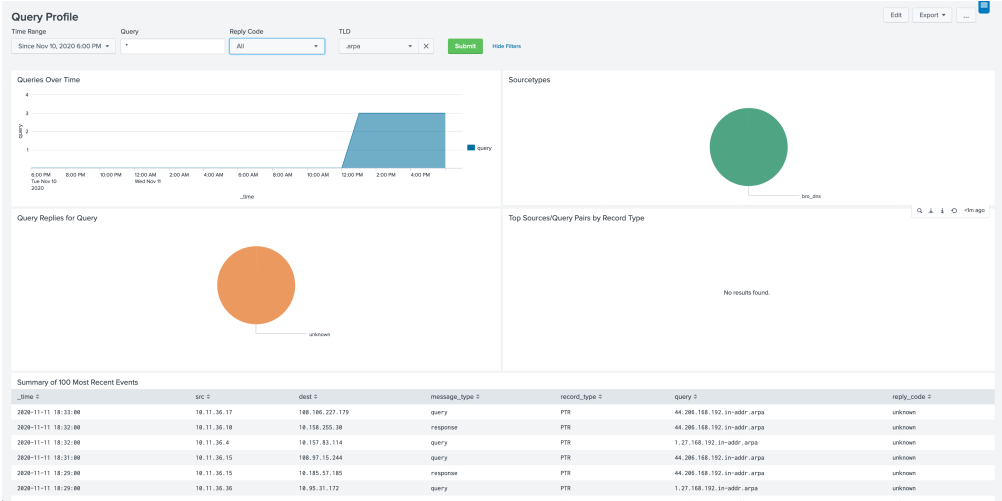 Query Profile
Edit Export ...
Time Range Query Reply Code TLD
Since Nov 10, 2020 6:00 PM * All .arpa Submit Hide Filters
Queries Over Time
4
3
2
1
query
6:00 PM 8:00 PM 10:00 PM 12:00 AM 2:00 AM 4:00 AM 6:00 AM 8:00 AM 10:00 AM 12:00 PM 2:00 PM 4:00 PM
Tue Nov 10 Wed Nov 11
2020
_time
query
Sourcetypes
bro_dns
Query Replies for Query
unknown
Top Sources/Query Pairs by Record Type
<1m ago
No results found.
Summary of 100 Most Recent Events
_time src dest message_type record_type query reply_code
2020-11-11 18:33:00 10.11.36.17 108.106.227.179 query PTR 44.206.168.192.in-addr.arpa unknown
2020-11-11 18:32:00 10.11.36.10 10.158.255.30 response PTR 44.206.168.192.in-addr.arpa unknown
2020-11-11 18:32:00 10.11.36.4 10.157.83.114 query PTR 1.27.168.192.in-addr.arpa unknown
2020-11-11 18:31:00 10.11.36.15 108.97.15.244 query PTR 44.206.168.192.in-addr.arpa unknown
2020-11-11 18:29:00 10.11.36.15 10.185.57.185 response PTR 44.206.168.192.in-addr.arpa unknown
2020-11-11 18:29:00 10.11.36.36 10.95.31.172 query PTR 1.27.168.192.in-addr.arpa unknown